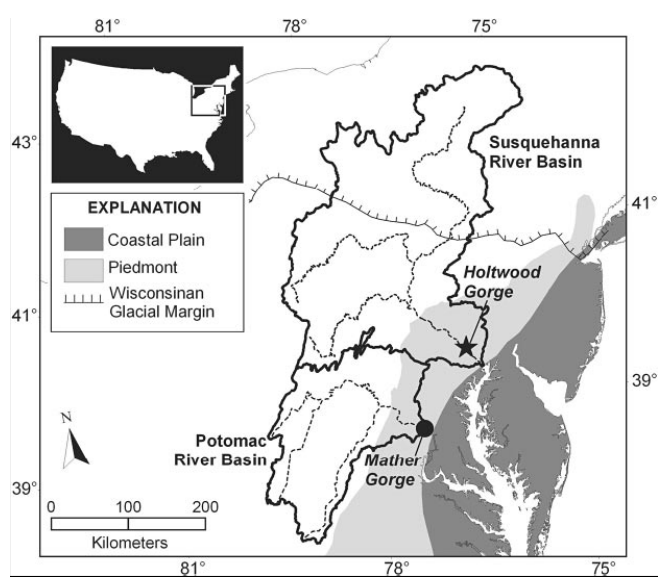 81°
78°
75°
43°
Susquehanna
River Basin
EXPLANATION
Coastal Plain
Piedmont
Wisconsinan
Glacial Margin
41°
Holtwood
Gorge
41°
39°
N
Potomac
River Basin
Mather
Gorge
39°
0 100 200
Kilometers
81°
78°
75°